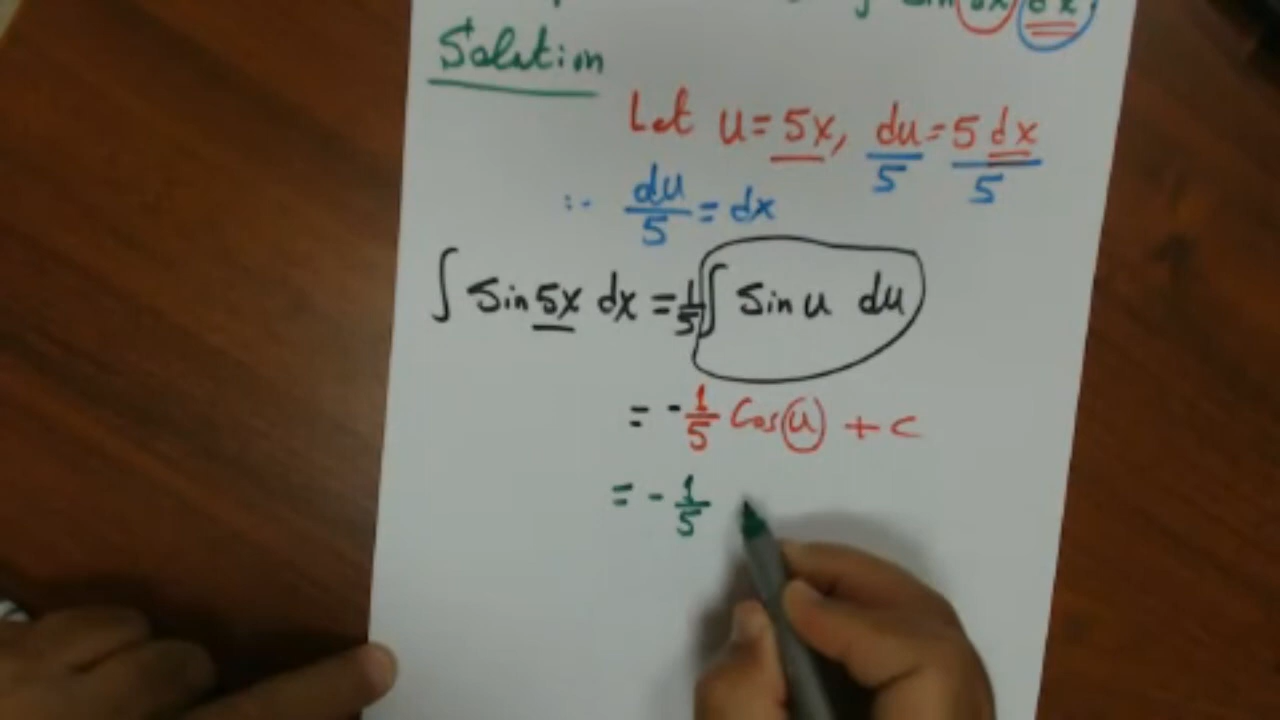 Solution
Let u = 5x, du/5 = 5 dx/5
∴ du/5 = dx
∫ Sin 5x dx = 1/5 ∫ Sin u du
= - 1/5 Cos(u) + c
= - 1/5